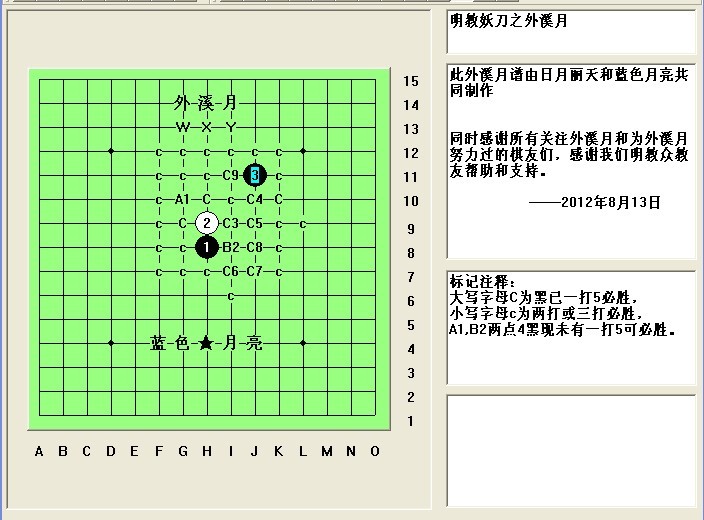 明教妖刀之外溪月
此外溪月谱由日月丽天和蓝色月亮共
同制作
同时感谢所有关注外溪月和为外溪月
努力过的棋友们，感谢我们明教众教
友帮助和支持。
——2012年8月13日
标记注释：
大写字母C为黑已一打5必胜，
小写字母c为两打或三打必胜，
A1,B2两点4黑现未有一打5可必胜。
15
外溪月 14
W X Y 13
c c c c c c 12
c c c C9 3 c 11
c A1 C c C4 C 10
c C 2 C3 C5 c c 9
c c 1 B2 C8 c 8
c c c C6 C7 c 7
c 6
5
蓝色★月亮 4
3
2
1
A B C D E F G H I J K L M N O